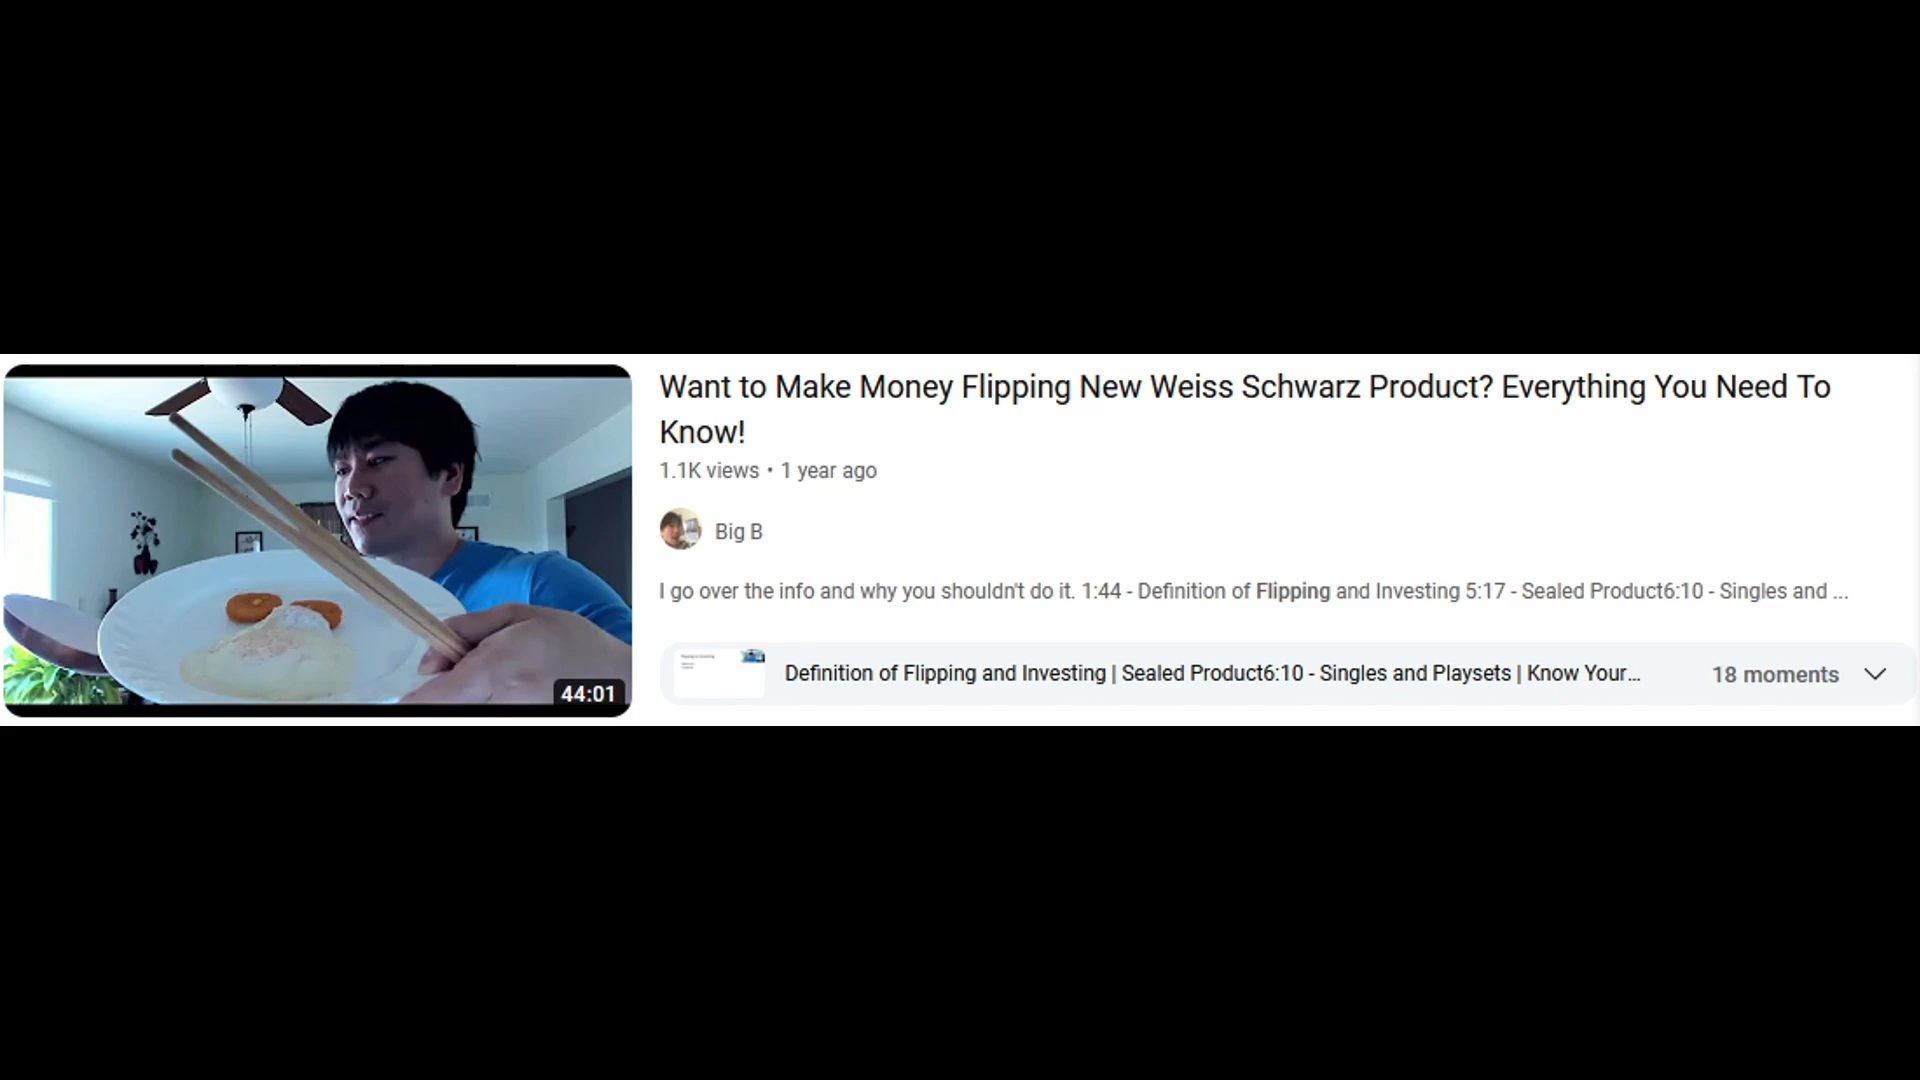 Want to Make Money Flipping New Weiss Schwarz Product? Everything You Need To
Know!
1.1K views • 1 year ago
Big B
I go over the info and why you shouldn't do it. 1:44 - Definition of Flipping and Investing 5:17 - Sealed Product6:10 - Singles and ...
Definition of Flipping and Investing | Sealed Product6:10 - Singles and Playsets | Know Your...
18 moments
44:01